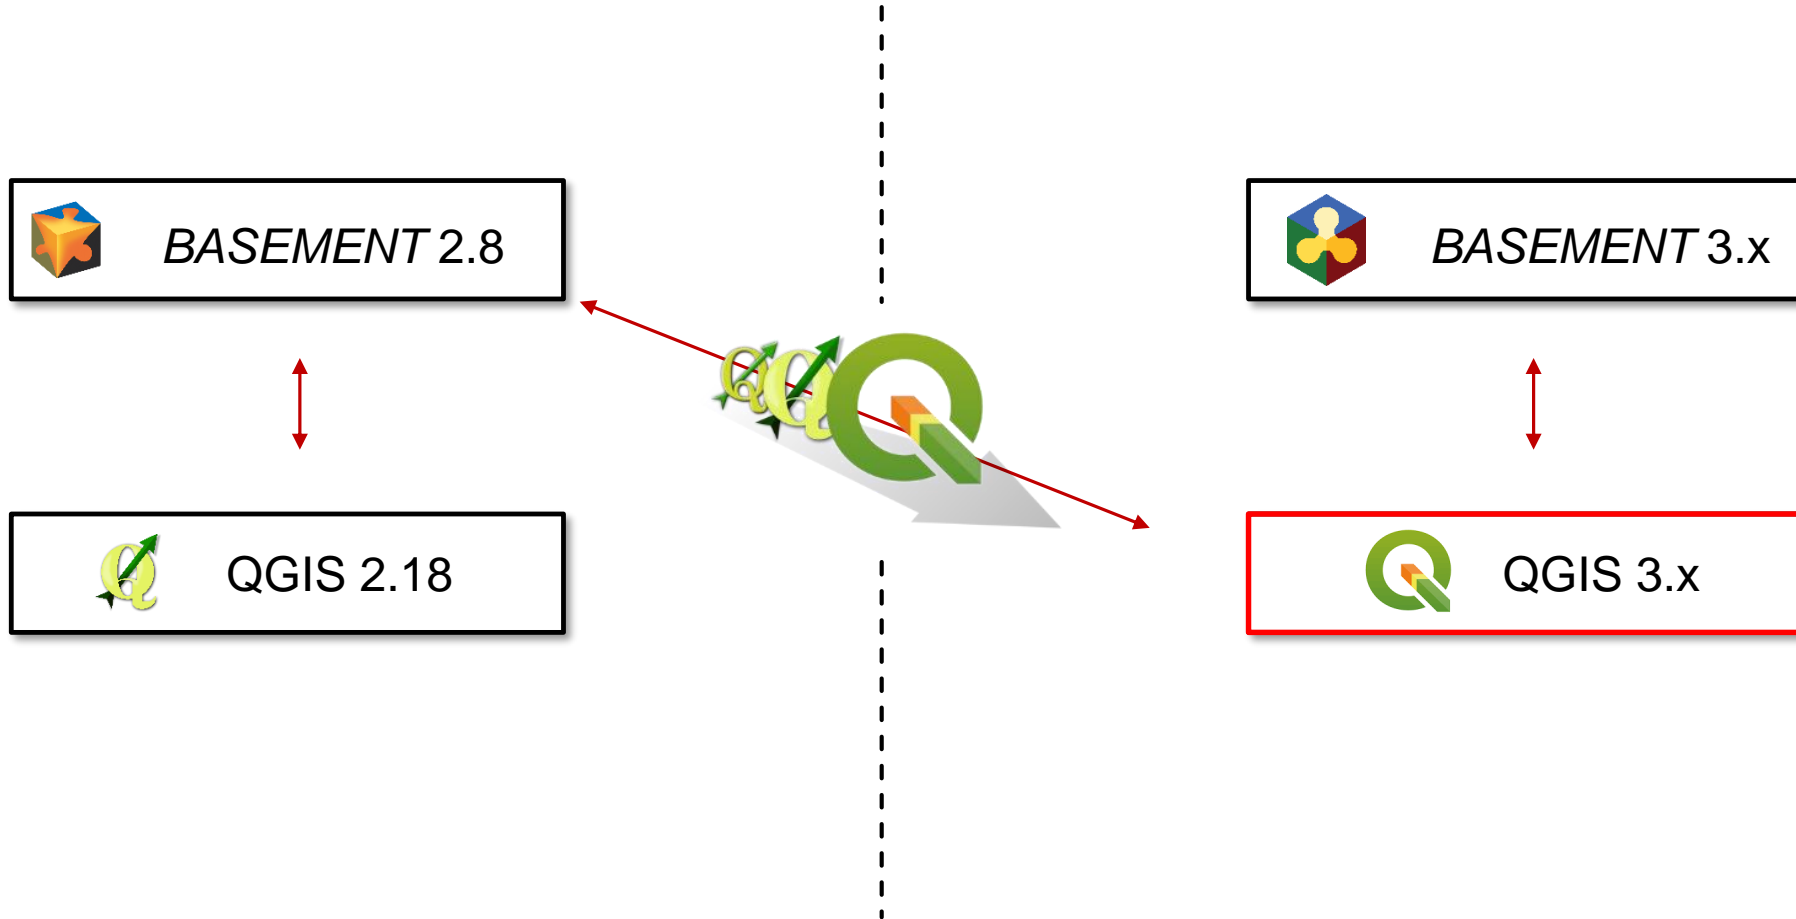 BASEMENT 2.8
BASEMENT 3.x
QGIS 2.18
QGIS 3.x